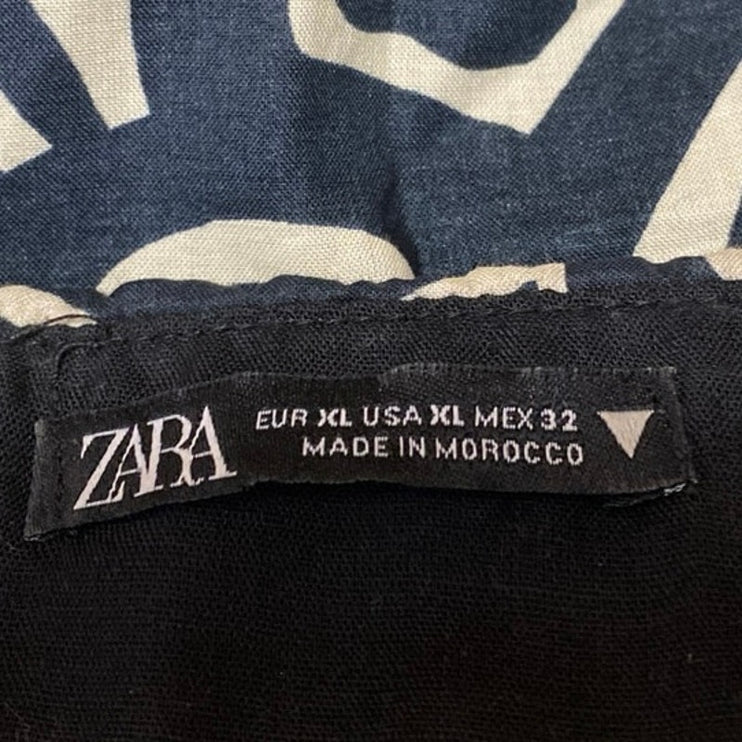 ZARA
EUR XL USA XL MEX 32
MADE IN MOROCCO